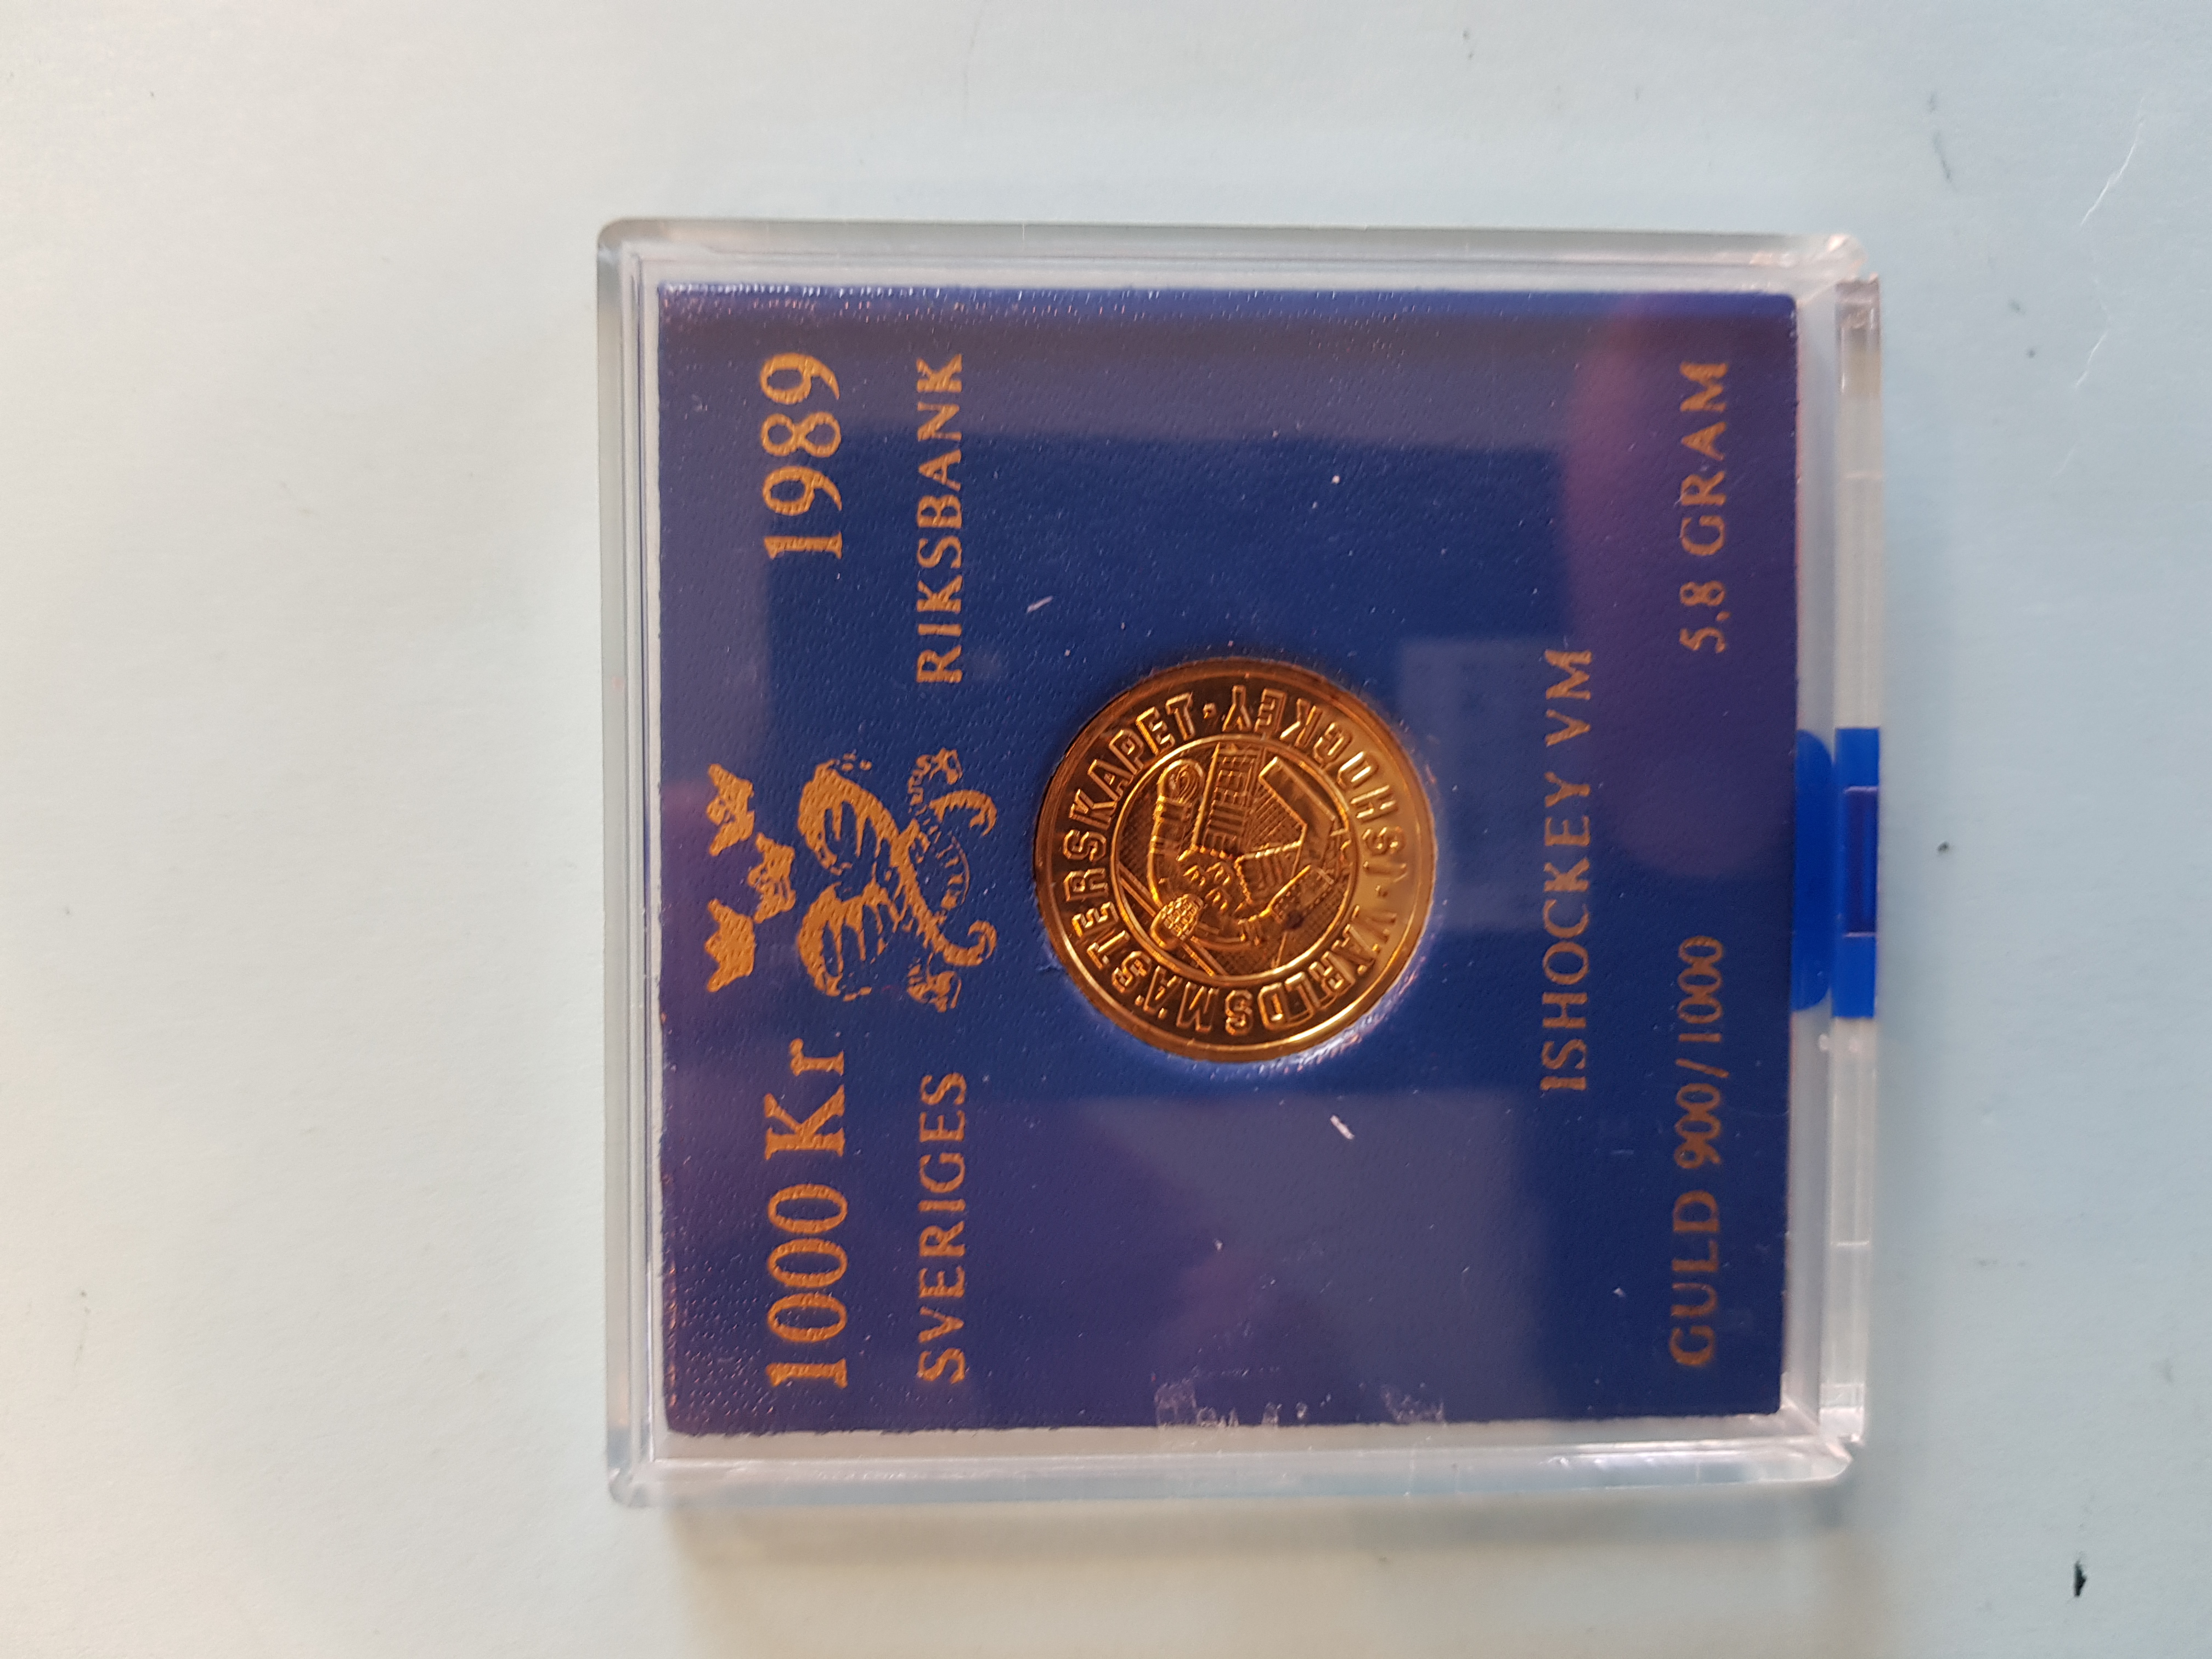 1000 Kr 1989
SVERIGES RIKSBANK
VÄRLDSMÄSTERSKAPET · ISHOCKEY ·
ISHOCKEY VM
GULD 900/1000 5,8 GRAM